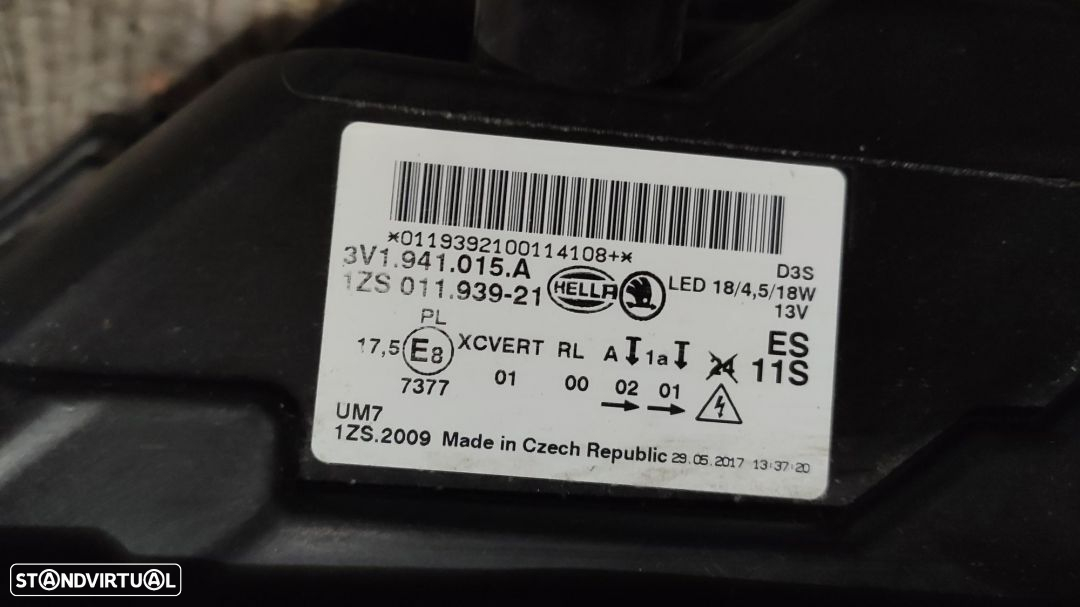 *0119392100114108+*
3V1.941.015.A
1ZS 011.939-21
HELLA
D3S
LED 18/4,5/18W
13V
PL
17,5 E8 XCVERT RL A 1a 24 ES
7377 01 00 02 01 11S
UM7
1ZS.2009 Made in Czech Republic 29.05.2017 13:37:20
STANDVIRTUAL